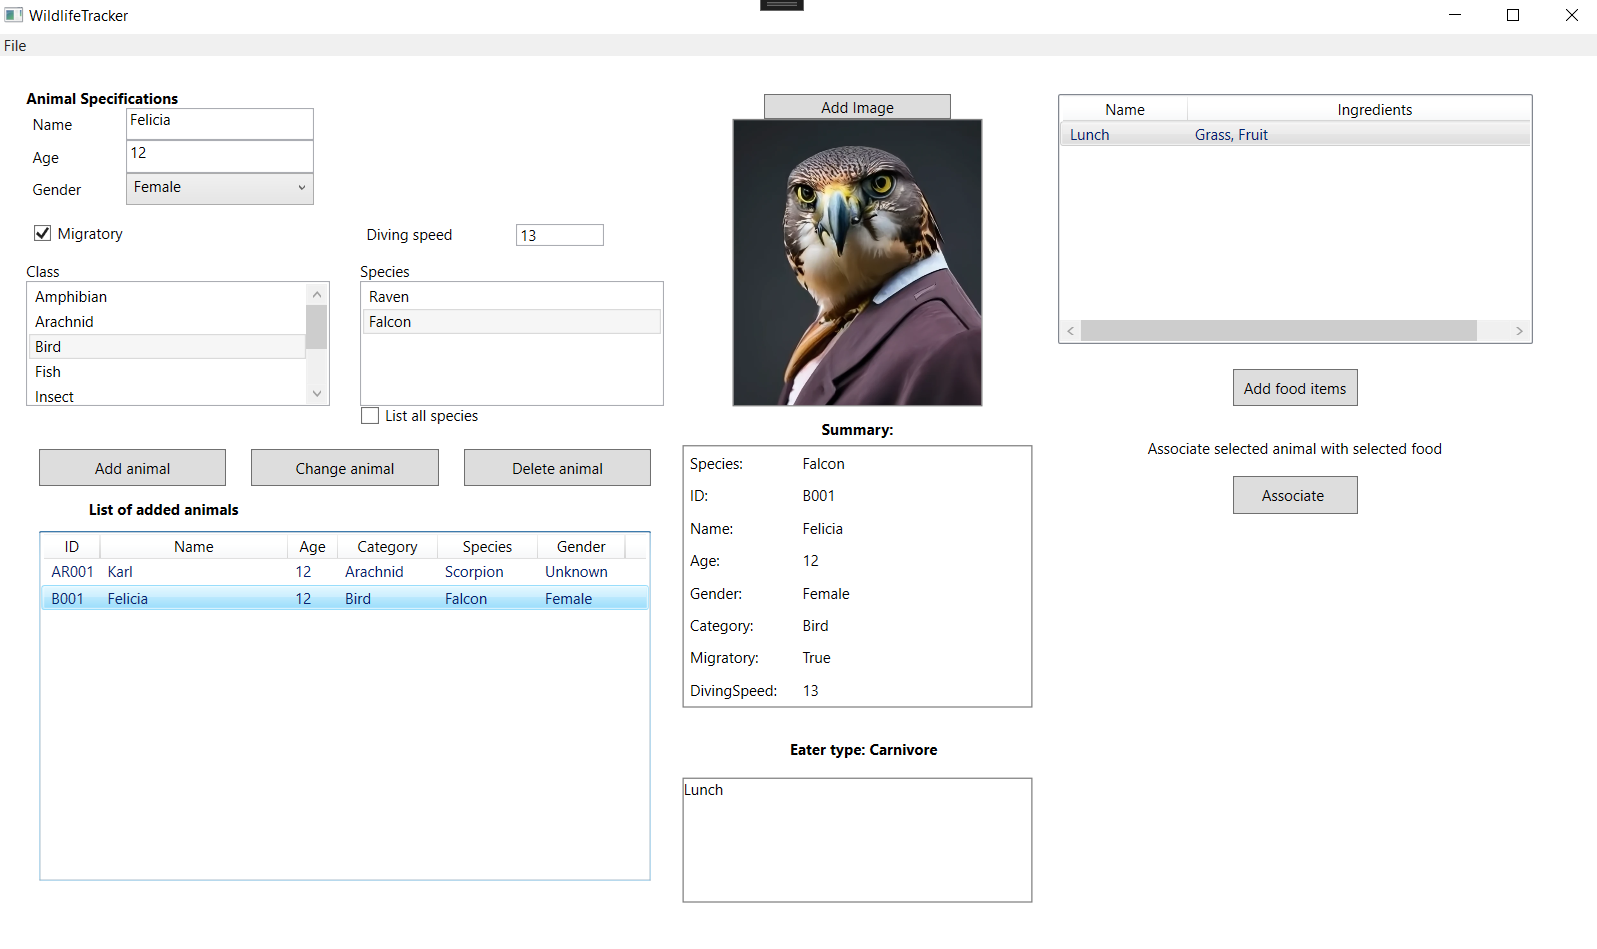 WildlifeTracker
File
Animal Specifications
Name Felicia
Age 12
Gender Female
Migratory
Diving speed 13
Class
Amphibian
Arachnid
Bird
Fish
Insect
Species
Raven
Falcon
List all species
Add animal Change animal Delete animal
List of added animals
ID Name Age Category Species Gender
AR001 Karl 12 Arachnid Scorpion Unknown
B001 Felicia 12 Bird Falcon Female
Add Image
Summary:
Species: Falcon
ID: B001
Name: Felicia
Age: 12
Gender: Female
Category: Bird
Migratory: True
DivingSpeed: 13
Eater type: Carnivore
Lunch
Name Ingredients
Lunch Grass, Fruit
Add food items
Associate selected animal with selected food
Associate